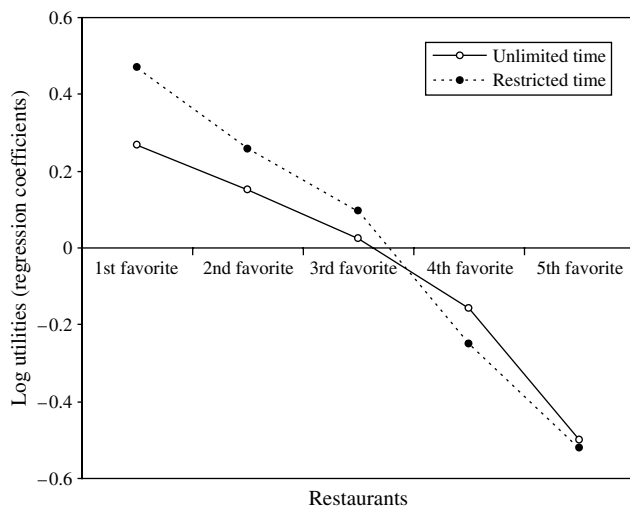 Log utilities (regression coefficients)
0.6
0.4
0.2
0
−0.2
−0.4
−0.6
Unlimited time
Restricted time
1st favorite 2nd favorite 3rd favorite 4th favorite 5th favorite
Restaurants